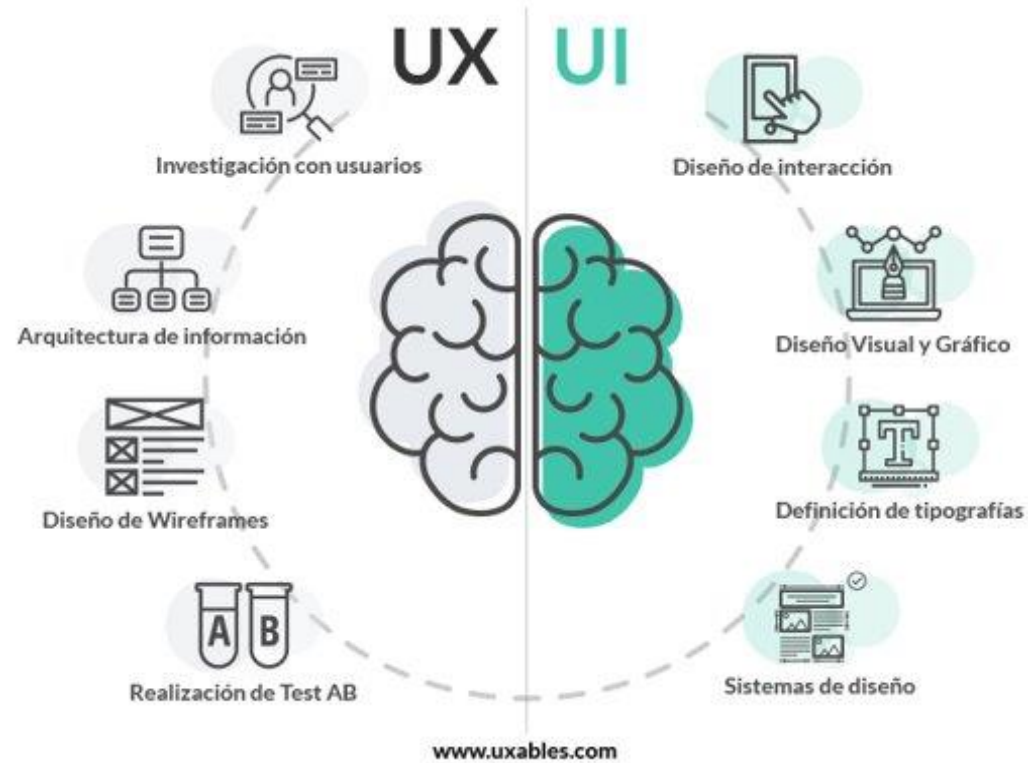 UX
UI
Investigación con usuarios
Arquitectura de información
Diseño de Wireframes
A B
Realización de Test AB
Diseño de interacción
Diseño Visual y Gráfico
T
Definición de tipografías
Sistemas de diseño
www.uxables.com